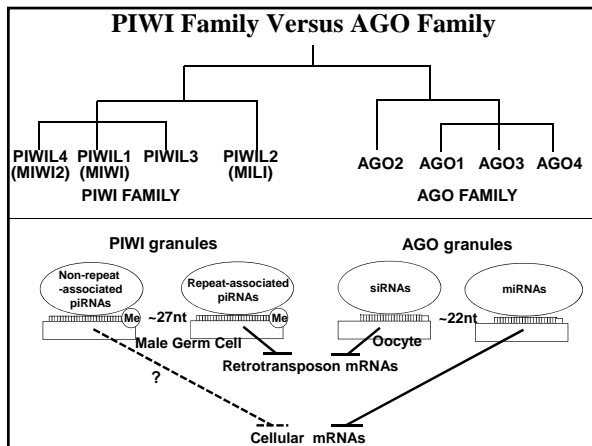 PIWI Family Versus AGO Family
PIWIL4 PIWIL1 PIWIL3 PIWIL2
(MIWI2) (MIWI) (MILI)
AGO2 AGO1 AGO3 AGO4
PIWI FAMILY AGO FAMILY
PIWI granules AGO granules
Non-repeat
-associated
piRNAs
Repeat-associated
piRNAs
siRNAs
miRNAs
Me ~27nt Me ~22nt
Male Germ Cell Oocyte
Retrotransposon mRNAs
?
Cellular mRNAs